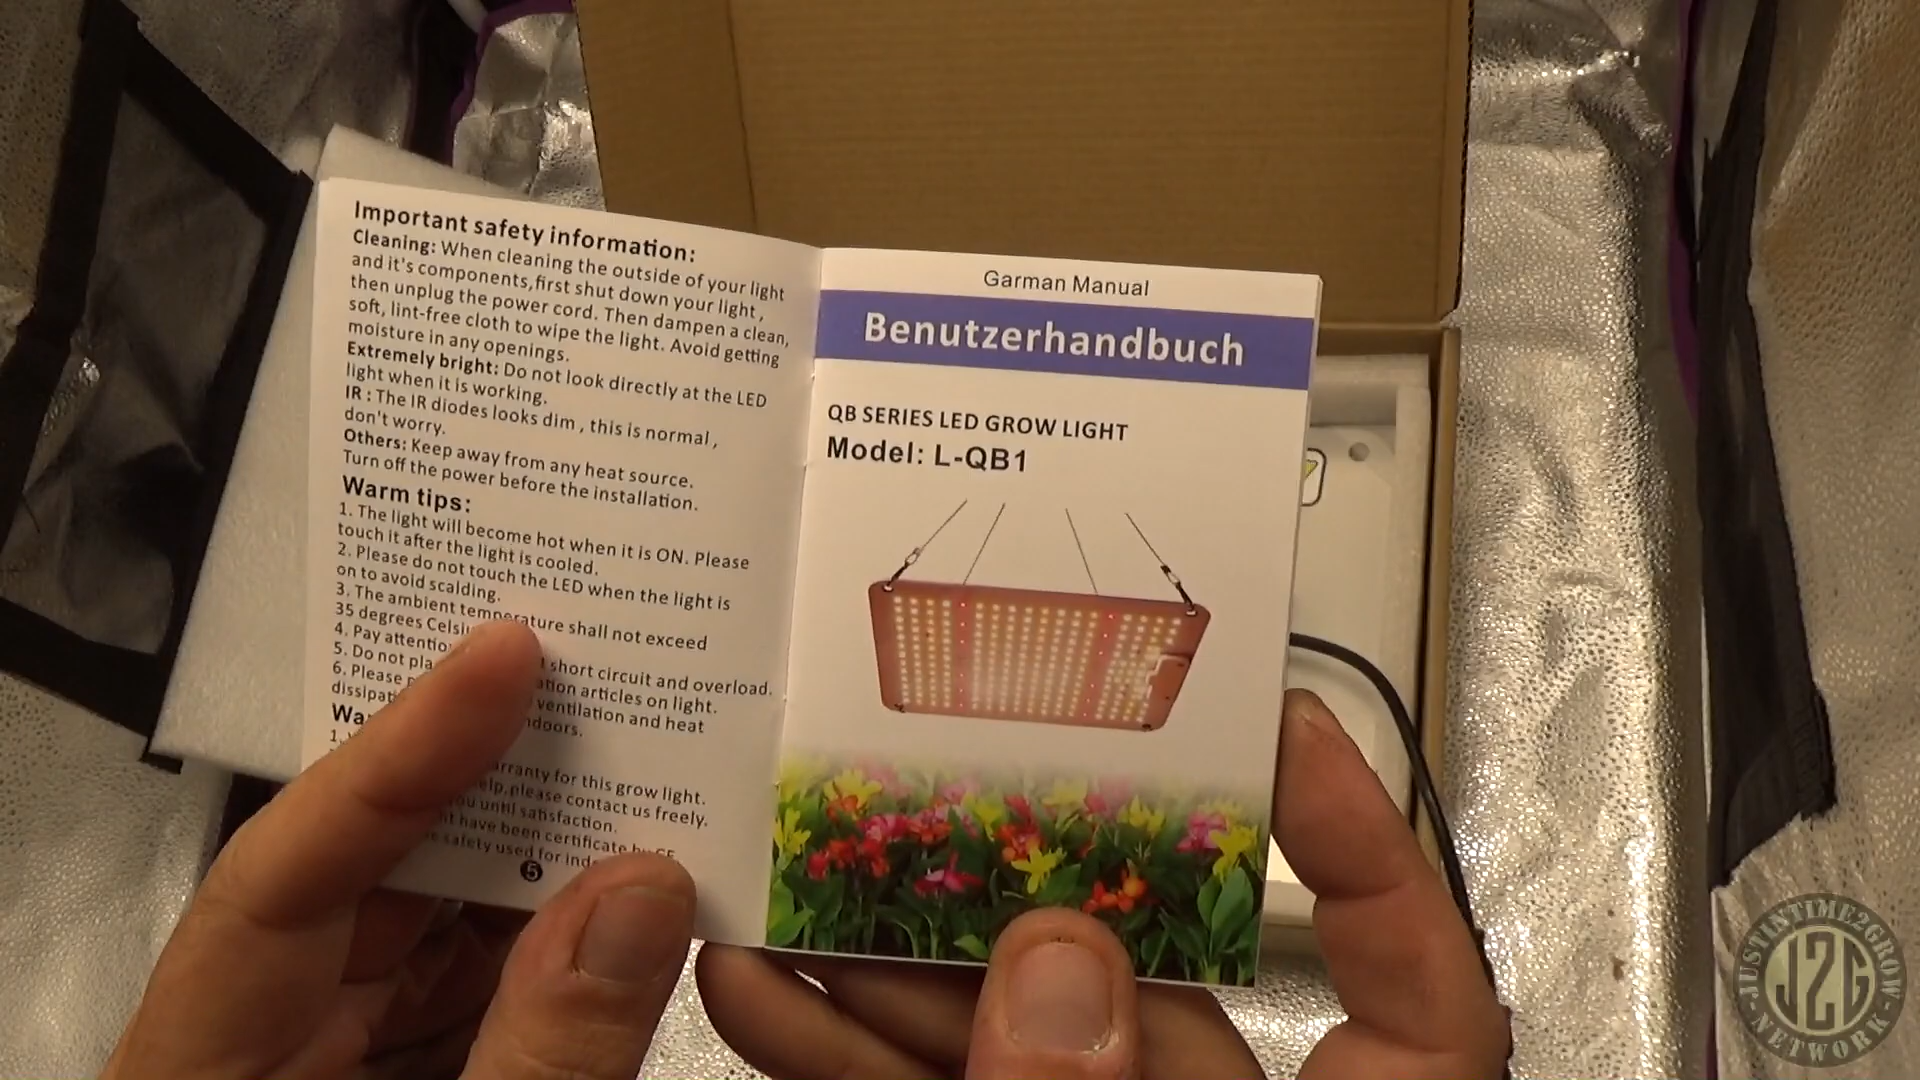 Important safety information:
Cleaning: When cleaning the outside of your light
and it's components,first shut down your light,
then unplug the power cord. Then dampen a clean,
soft, lint-free cloth to wipe the light. Avoid getting
moisture in any openings.
Extremely bright: Do not look directly at the LED
light when it is working.
IR : The IR diodes looks dim , this is normal ,
don't worry.
Others: Keep away from any heat source.
Turn off the power before the installation.
Warm tips:
1. The light will become hot when it is ON. Please
touch it after the light is cooled.
2. Please do not touch the LED when the light is
on to avoid scalding.
3. The ambient temperature shall not exceed
35 degrees
4. Pay short circuit and overload.
5. Do not articles on light.
6. Please ventilation and heat
1.
for this grow light.
please contact us freely.
until satisfaction.
have been certificate
safety used for
5
Garman Manual
Benutzerhandbuch
QB SERIES LED GROW LIGHT
Model: L-QB1
JUSTINTIME2GROW
J2G
NETWORK